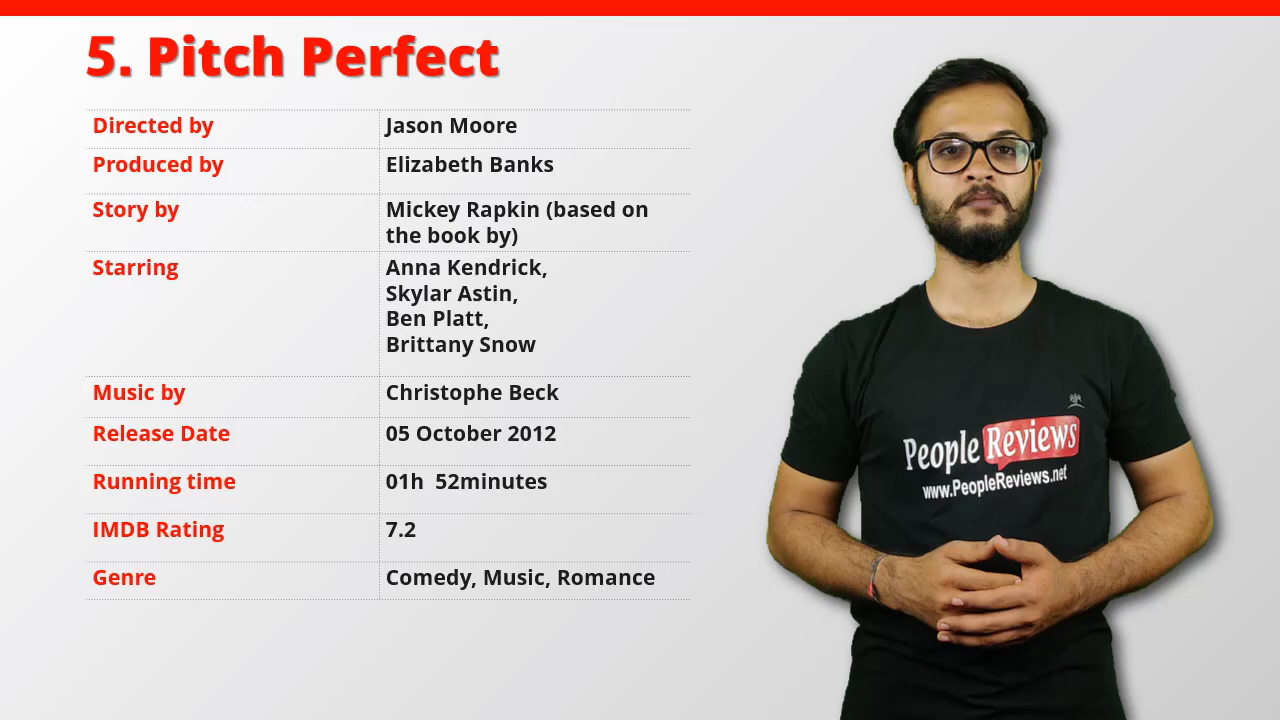 5. Pitch Perfect
Directed by Jason Moore
Produced by Elizabeth Banks
Story by Mickey Rapkin (based on
the book by)
Starring Anna Kendrick,
Skylar Astin,
Ben Platt,
Brittany Snow
Music by Christophe Beck
Release Date 05 October 2012
Running time 01h 52minutes
IMDB Rating 7.2
Genre Comedy, Music, Romance
People Reviews
www.PeopleReviews.net